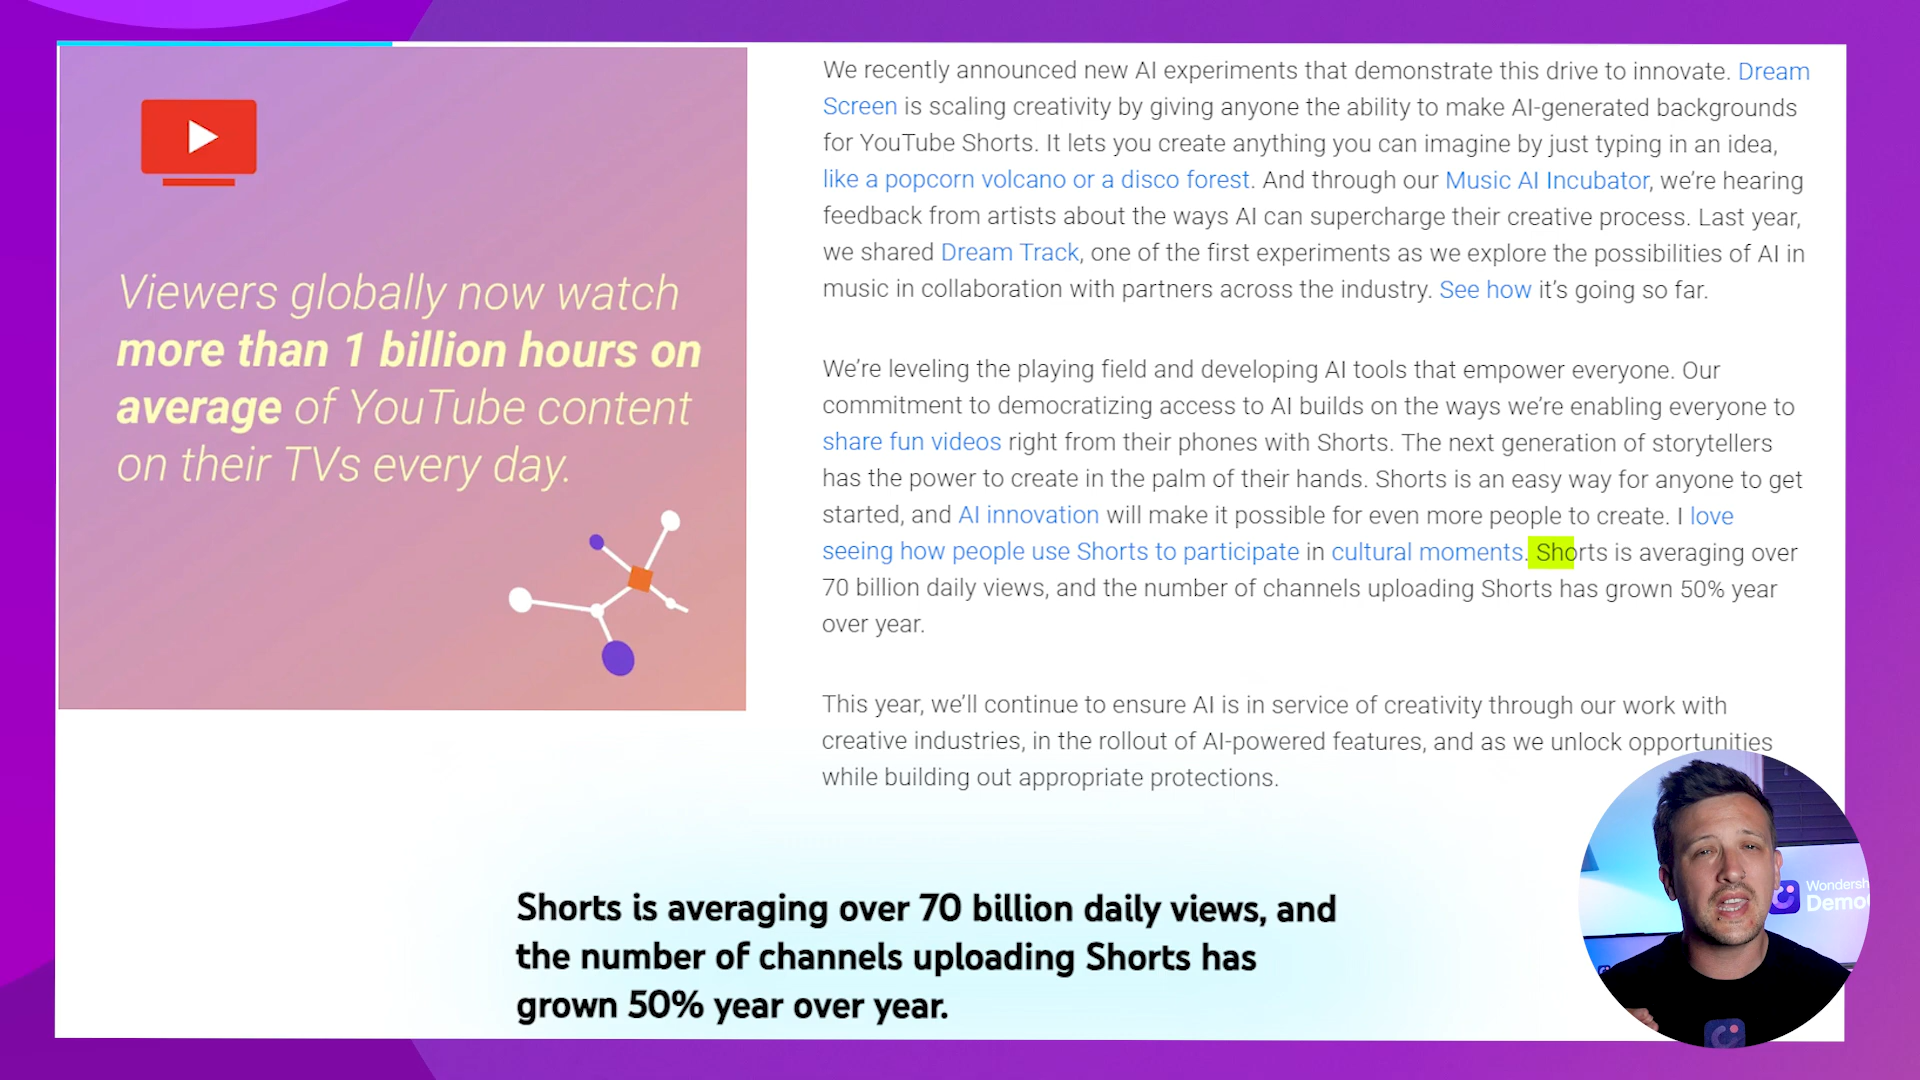 Viewers globally now watch
more than 1 billion hours on
average of YouTube content
on their TVs every day.
We recently announced new AI experiments that demonstrate this drive to innovate. Dream
Screen is scaling creativity by giving anyone the ability to make AI-generated backgrounds
for YouTube Shorts. It lets you create anything you can imagine by just typing in an idea,
like a popcorn volcano or a disco forest. And through our Music AI Incubator, we’re hearing
feedback from artists about the ways AI can supercharge their creative process. Last year,
we shared Dream Track, one of the first experiments as we explore the possibilities of AI in
music in collaboration with partners across the industry. See how it’s going so far.
We’re leveling the playing field and developing AI tools that empower everyone. Our
commitment to democratizing access to AI builds on the ways we’re enabling everyone to
share fun videos right from their phones with Shorts. The next generation of storytellers
has the power to create in the palm of their hands. Shorts is an easy way for anyone to get
started, and AI innovation will make it possible for even more people to create. I love
seeing how people use Shorts to participate in cultural moments. Shorts is averaging over
70 billion daily views, and the number of channels uploading Shorts has grown 50% year
over year.
This year, we’ll continue to ensure AI is in service of creativity through our work with
creative industries, in the rollout of AI-powered features, and as we unlock opportunities
while building out appropriate protections.
Wondersh
Demo
Shorts is averaging over 70 billion daily views, and
the number of channels uploading Shorts has
grown 50% year over year.